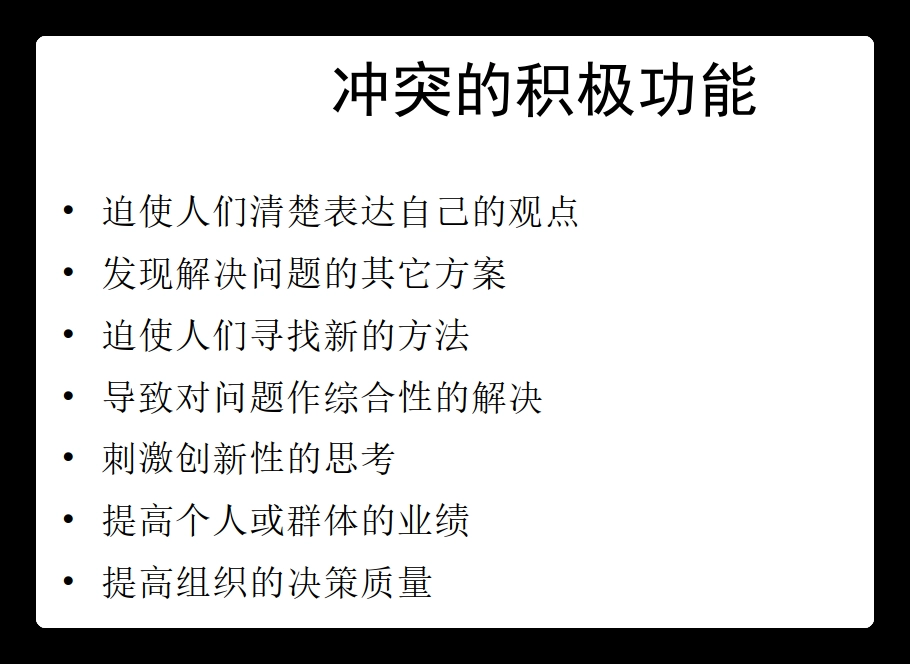 冲突的积极功能
• 迫使人们清楚表达自己的观点
• 发现解决问题的其它方案
• 迫使人们寻找新的方法
• 导致对问题作综合性的解决
• 刺激创新性的思考
• 提高个人或群体的业绩
• 提高组织的决策质量